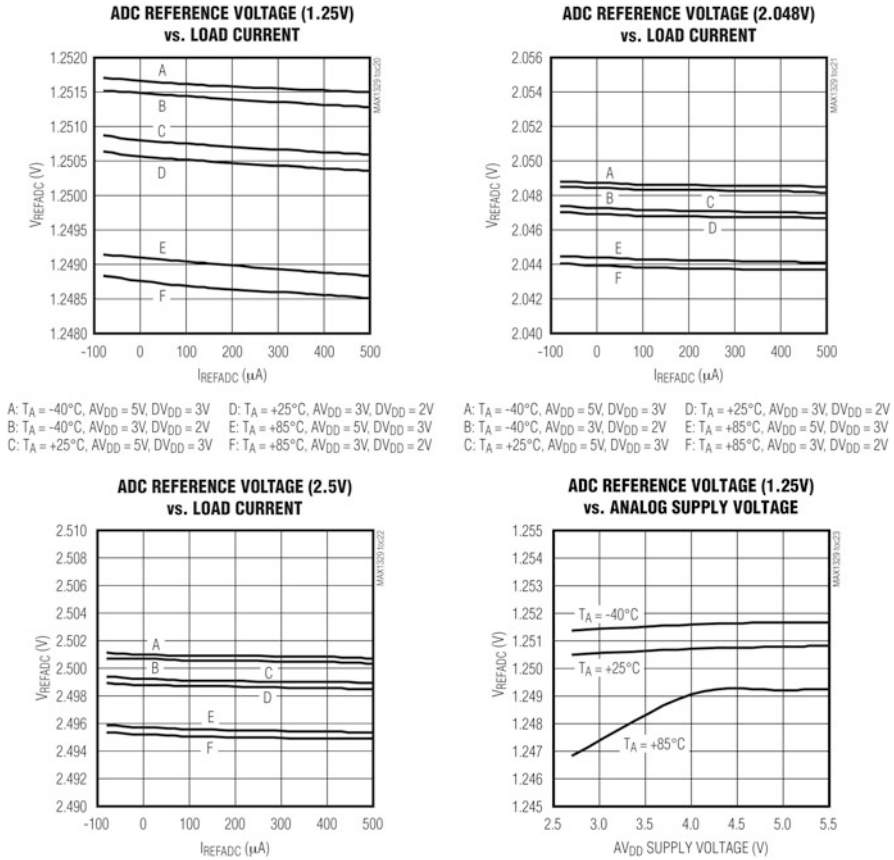 ADC REFERENCE VOLTAGE (1.25V)
vs. LOAD CURRENT
1.2520
1.2515
1.2510
1.2505
1.2500
1.2495
1.2490
1.2485
1.2480
VREFADC (V)
A
B
C
D
E
F
MAX1329 toc20
-100 0 100 200 300 400 500
IREFADC (μA)
A: TA = -40°C, AVDD = 5V, DVDD = 3V D: TA = +25°C, AVDD = 3V, DVDD = 2V
B: TA = -40°C, AVDD = 3V, DVDD = 2V E: TA = +85°C, AVDD = 5V, DVDD = 3V
C: TA = +25°C, AVDD = 5V, DVDD = 3V F: TA = +85°C, AVDD = 3V, DVDD = 2V
ADC REFERENCE VOLTAGE (2.048V)
vs. LOAD CURRENT
2.056
2.054
2.052
2.050
2.048
2.046
2.044
2.042
2.040
VREFADC (V)
A
B
C
D
E
F
MAX1329 toc21
-100 0 100 200 300 400 500
IREFADC (μA)
A: TA = -40°C, AVDD = 5V, DVDD = 3V D: TA = +25°C, AVDD = 3V, DVDD = 2V
B: TA = -40°C, AVDD = 3V, DVDD = 2V E: TA = +85°C, AVDD = 5V, DVDD = 3V
C: TA = +25°C, AVDD = 5V, DVDD = 3V F: TA = +85°C, AVDD = 3V, DVDD = 2V
ADC REFERENCE VOLTAGE (2.5V)
vs. LOAD CURRENT
2.510
2.508
2.506
2.504
2.502
2.500
2.498
2.496
2.494
2.492
2.490
VREFADC (V)
A
B
C
D
E
F
MAX1329 toc22
-100 0 100 200 300 400 500
IREFADC (μA)
ADC REFERENCE VOLTAGE (1.25V)
vs. ANALOG SUPPLY VOLTAGE
1.255
1.254
1.253
1.252
1.251
1.250
1.249
1.248
1.247
1.246
1.245
VREFADC (V)
TA = -40°C
TA = +25°C
TA = +85°C
MAX1329 toc23
2.5 3.0 3.5 4.0 4.5 5.0 5.5
AVDD SUPPLY VOLTAGE (V)